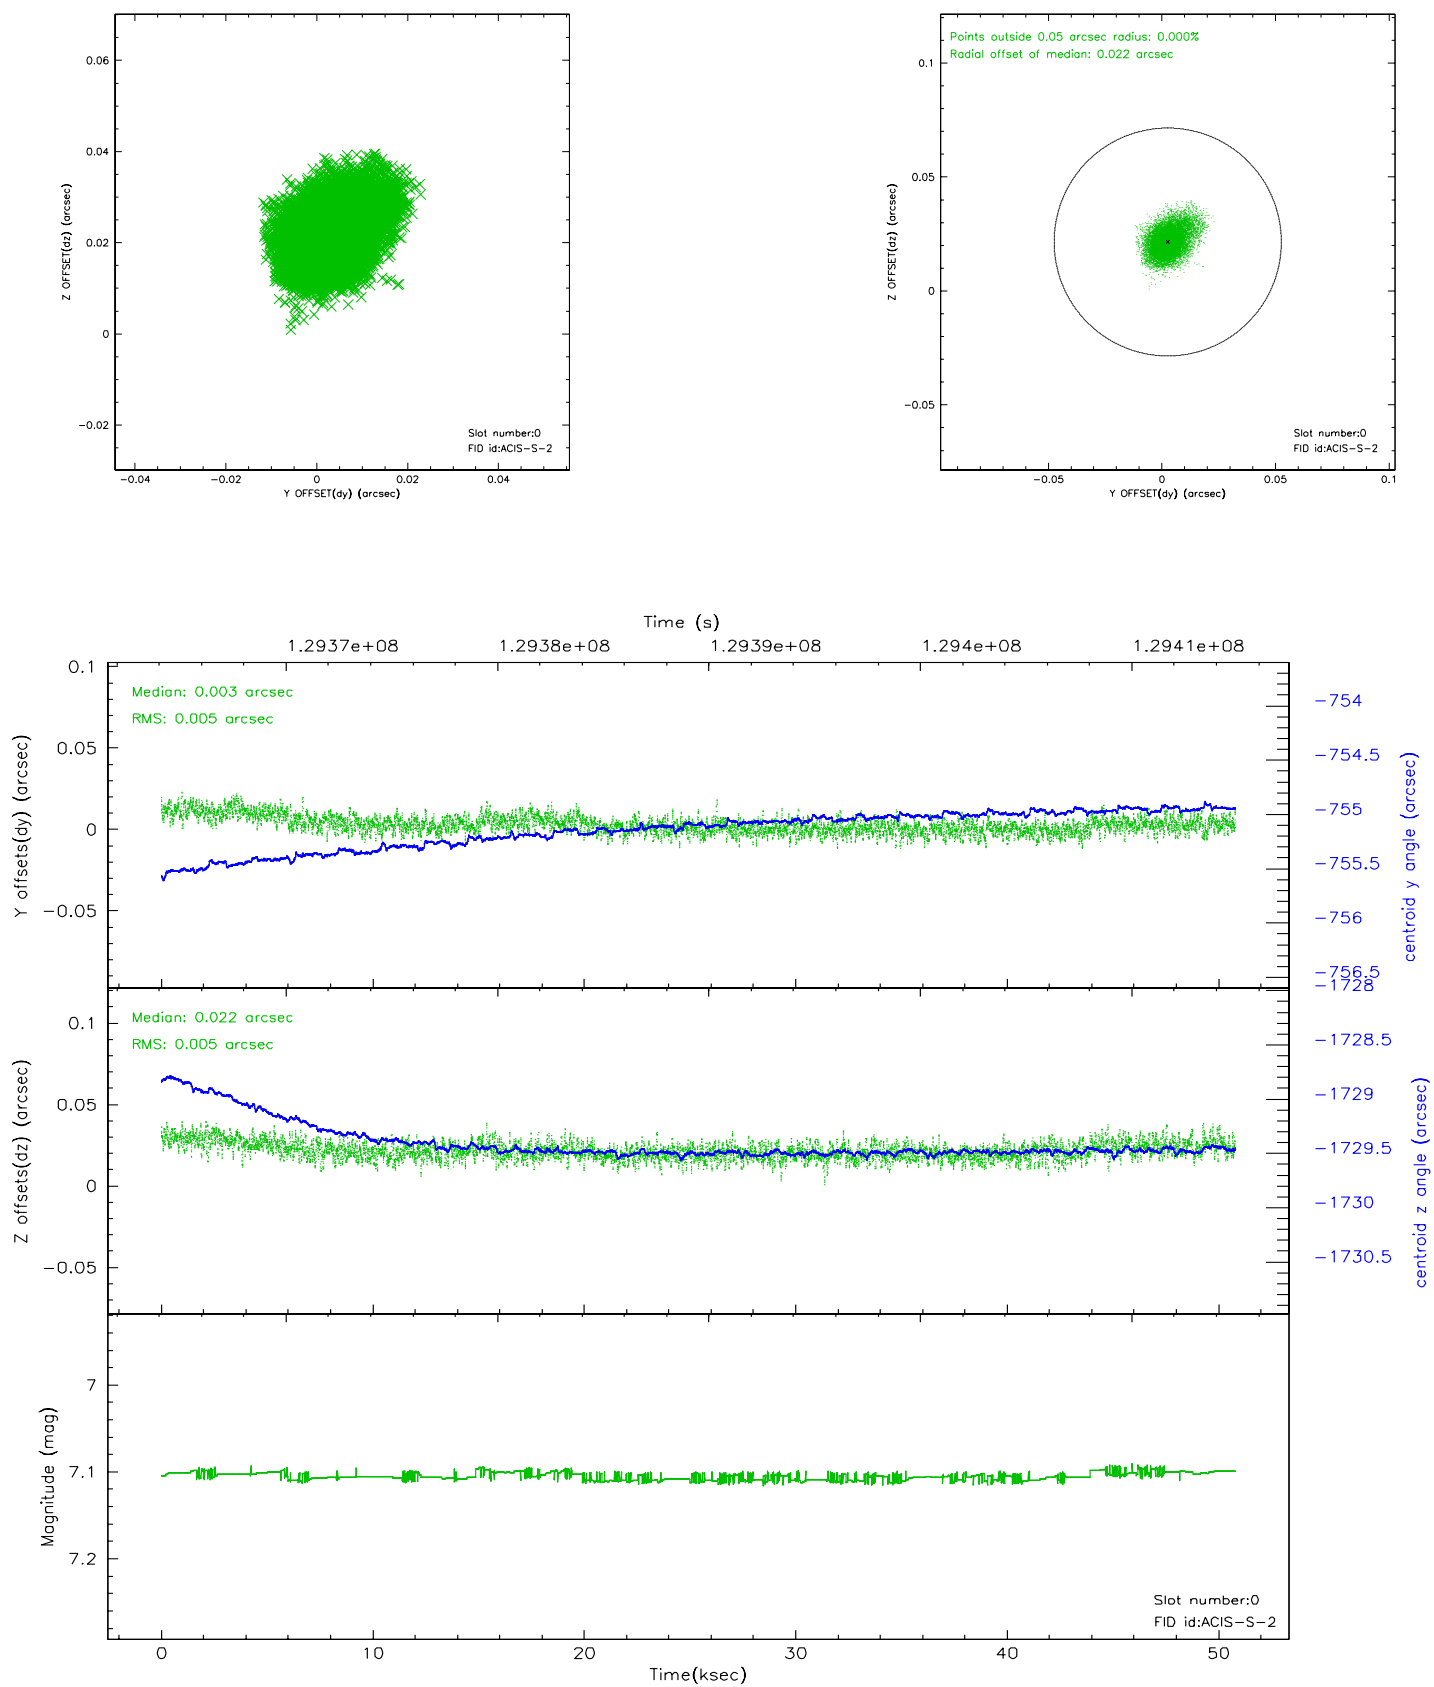 0.06
0.04
0.02
0
−0.02
Z OFFSET(dz) (arcsec)
Slot number:0
FID id:ACIS−S−2
−0.04 −0.02 0 0.02 0.04
Y OFFSET(dy) (arcsec)
Points outside 0.05 arcsec radius: 0.000%
Radial offset of median: 0.022 arcsec
0.1
0.05
0
−0.05
Z OFFSET(dz) (arcsec)
Slot number:0
FID id:ACIS−S−2
−0.05 0 0.05 0.1
Y OFFSET(dy) (arcsec)
Time (s)
1.2937e+08 1.2938e+08 1.2939e+08 1.294e+08 1.2941e+08
Median: 0.003 arcsec
RMS: 0.005 arcsec
0.1
0.05
0
−0.05
Y offsets(dy) (arcsec)
−754
−754.5
−755
−755.5
−756
−756.5
centroid y angle (arcsec)
Median: 0.022 arcsec
RMS: 0.005 arcsec
0.1
0.05
0
−0.05
Z offsets(dz) (arcsec)
−1728
−1728.5
−1729
−1729.5
−1730
−1730.5
centroid z angle (arcsec)
7
7.1
7.2
Magnitude (mag)
Slot number:0
FID id:ACIS−S−2
0 10 20 30 40 50
Time(ksec)